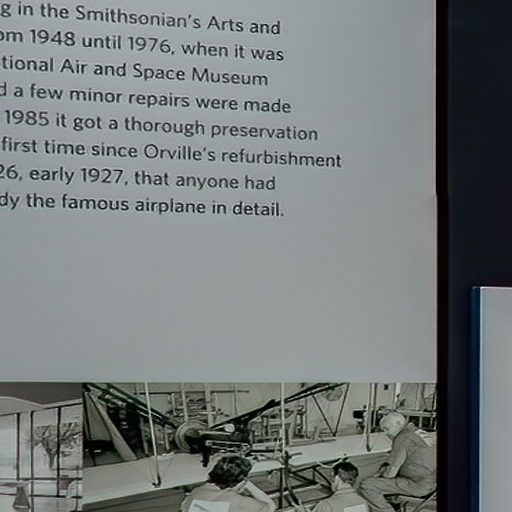 g in the Smithsonian's Arts and
om 1948 until 1976, when it was
tional Air and Space Museum
d a few minor repairs were made
1985 it got a thorough preservation
first time since Orville's refurbishment
26, early 1927, that anyone had
dy the famous airplane in detail.